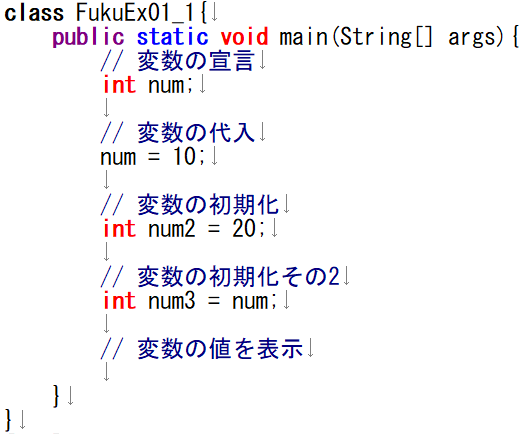 class FukuEx01_1{↓
public static void main(String[] args){
// 変数の宣言↓
int num;↓
↓
// 変数の代入↓
num = 10;↓
↓
// 変数の初期化↓
int num2 = 20;↓
↓
// 変数の初期化その2↓
int num3 = num;↓
↓
// 変数の値を表示↓
↓
}↓
}↓